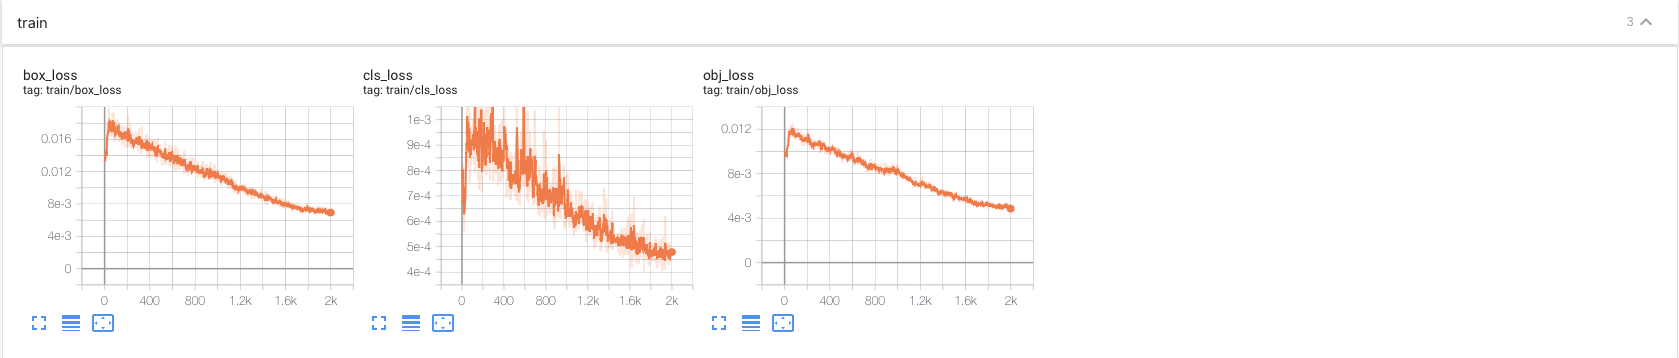 train
3
box_loss
tag: train/box_loss
0.016
0.012
8e-3
4e-3
0
0 400 800 1.2k 1.6k 2k
cls_loss
tag: train/cls_loss
1e-3
9e-4
8e-4
7e-4
6e-4
5e-4
4e-4
0 400 800 1.2k 1.6k 2k
obj_loss
tag: train/obj_loss
0.012
8e-3
4e-3
0
0 400 800 1.2k 1.6k 2k